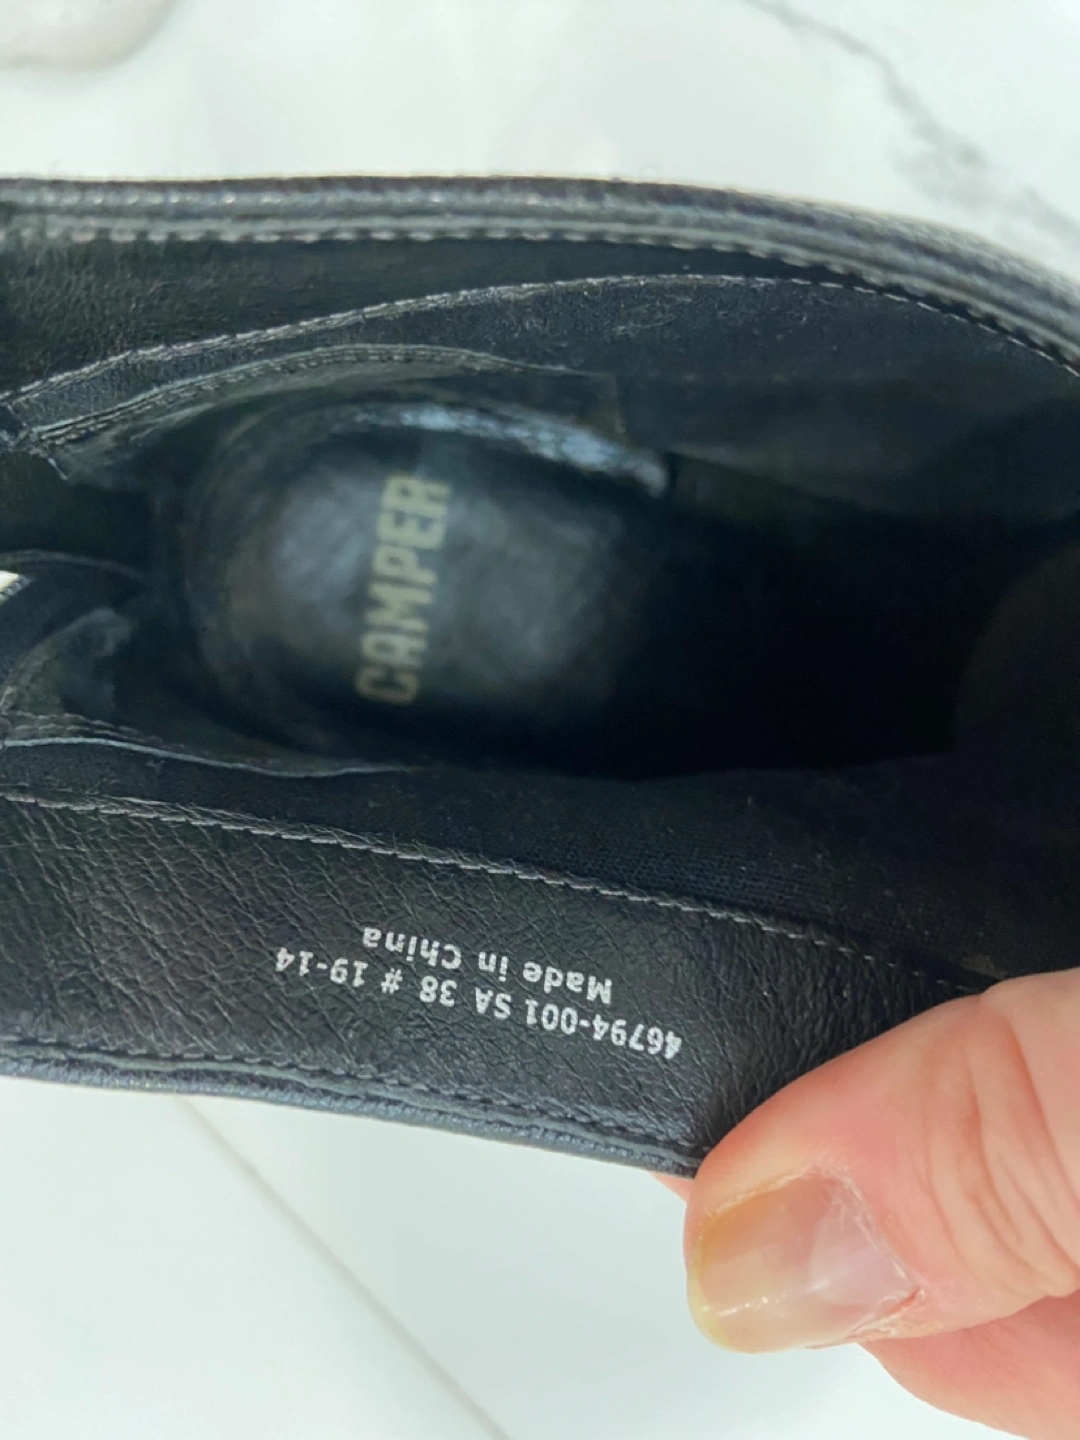 CAMPER
46794-001 SA 38 # 19-14
Made in China